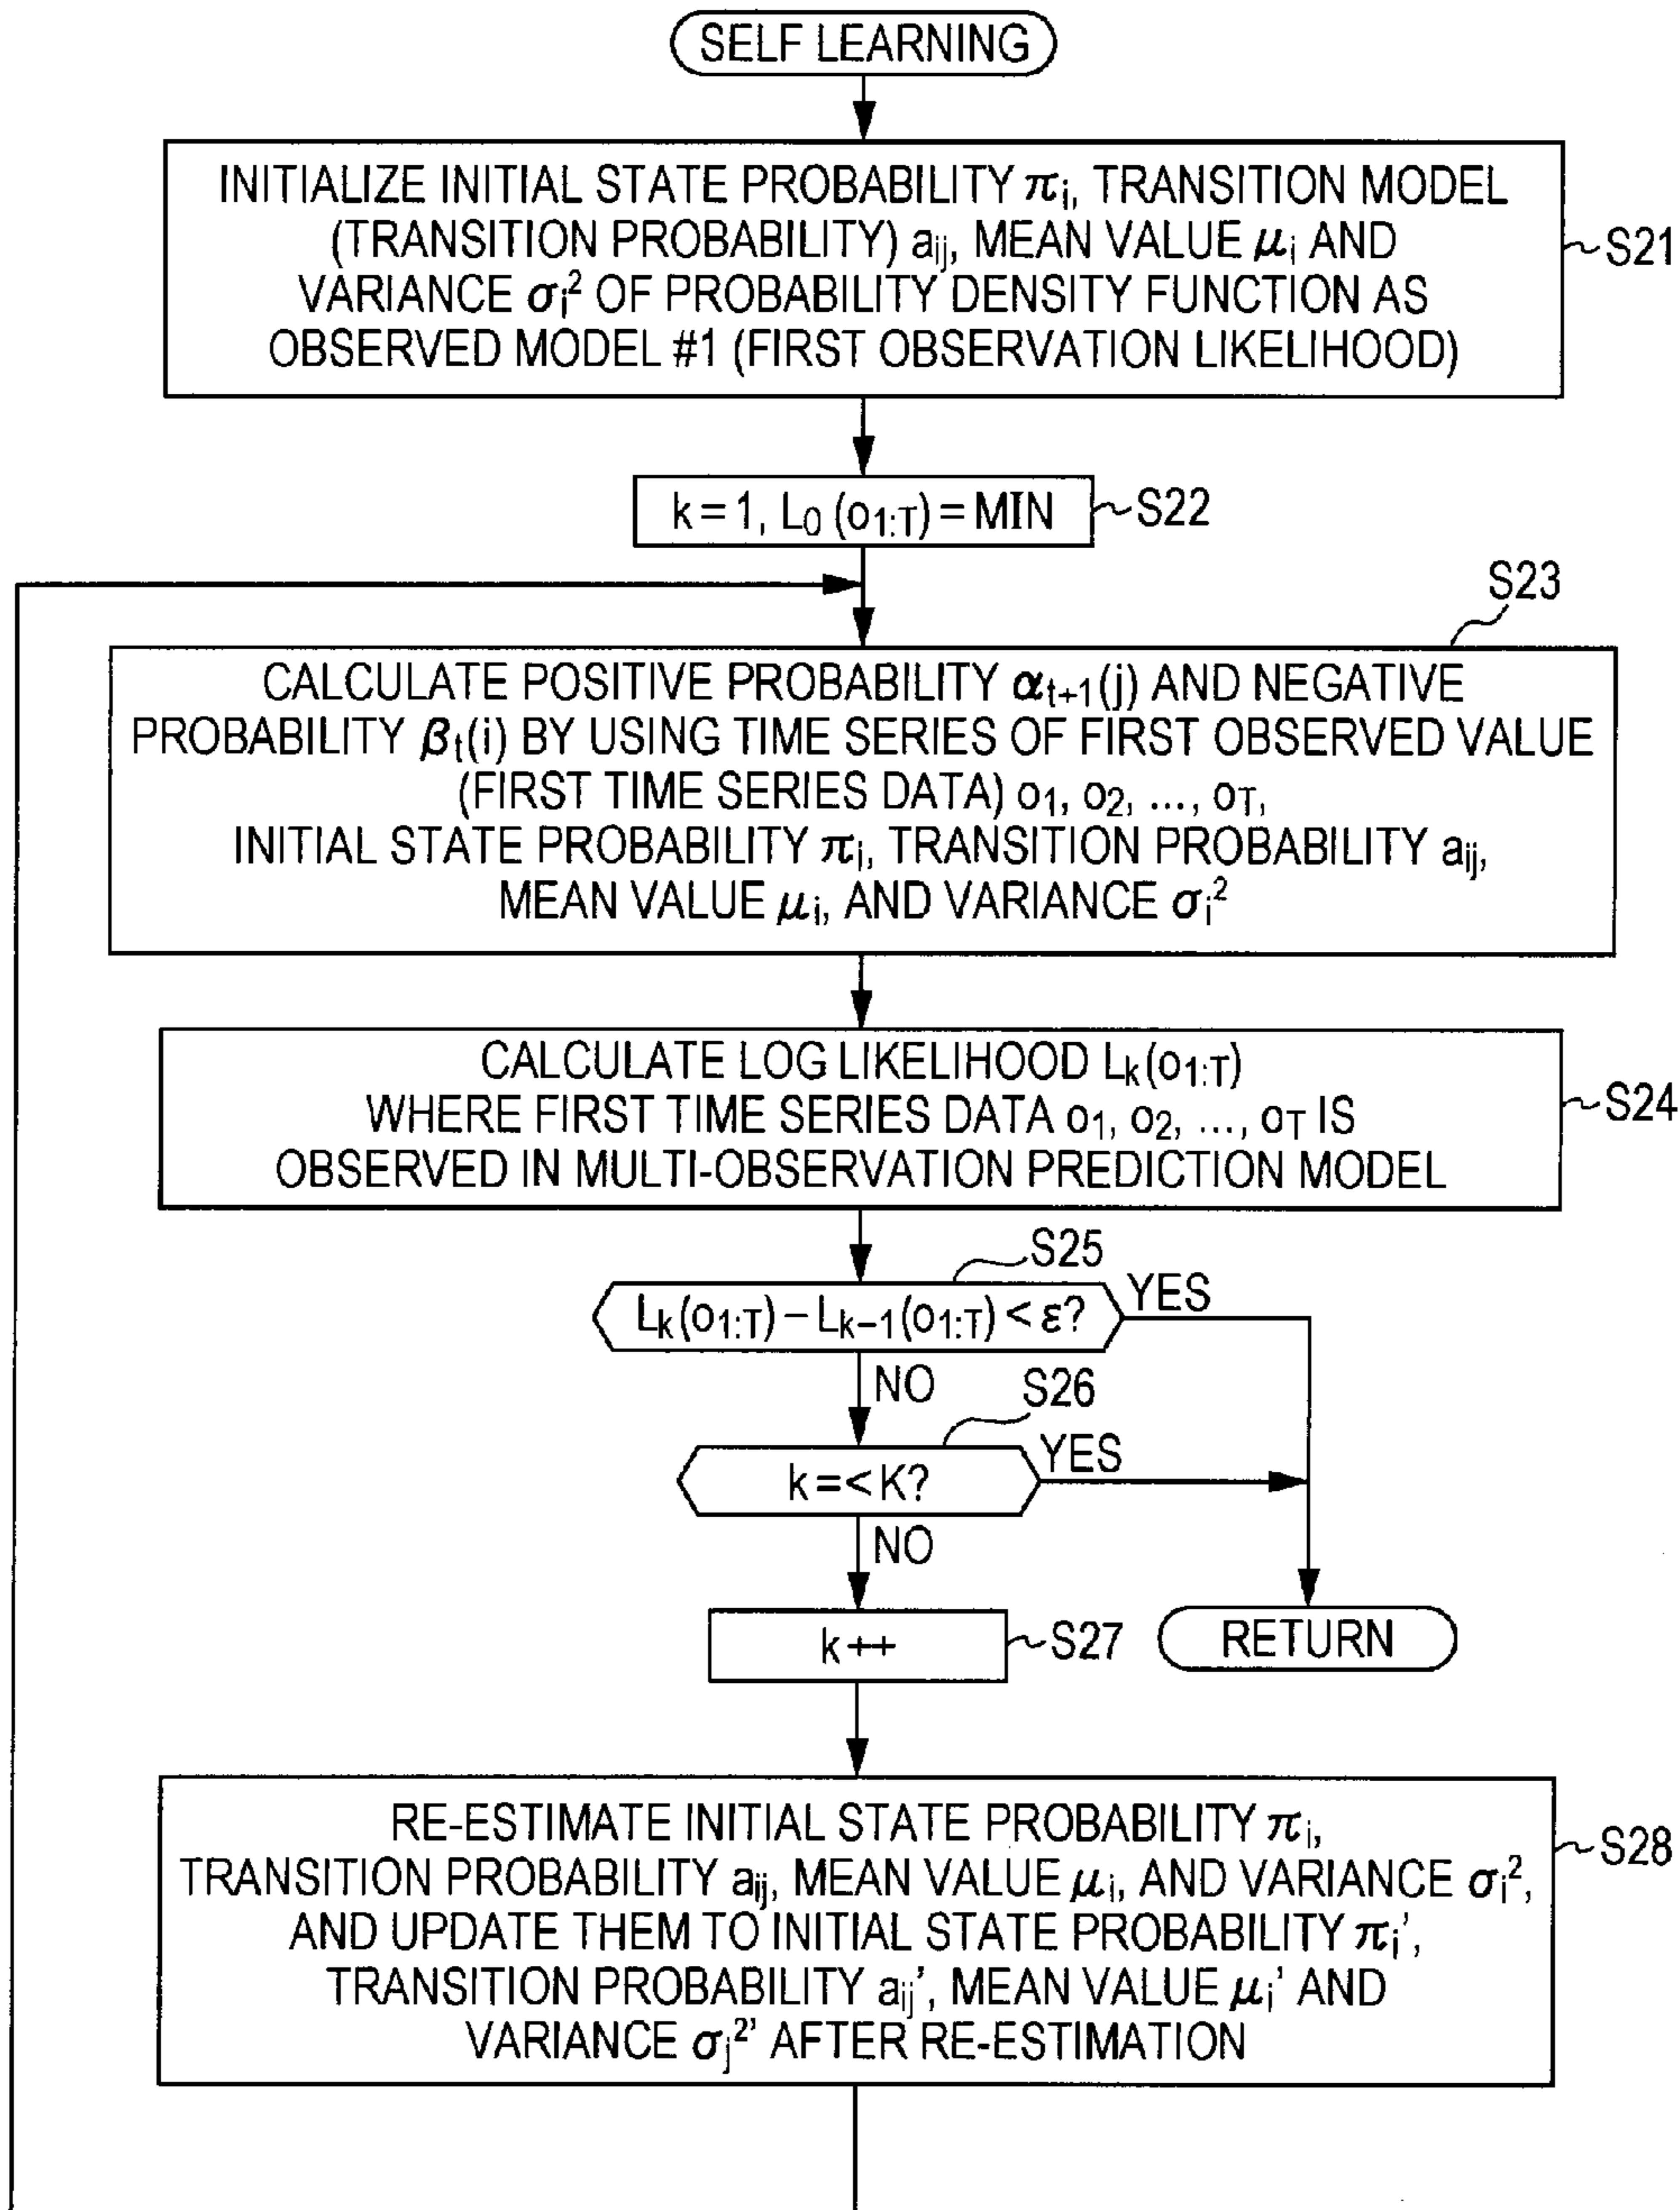 SELF LEARNING
INITIALIZE INITIAL STATE PROBABILITY πi, TRANSITION MODEL
(TRANSITION PROBABILITY) aij, MEAN VALUE μi AND
VARIANCE σi² OF PROBABILITY DENSITY FUNCTION AS
OBSERVED MODEL #1 (FIRST OBSERVATION LIKELIHOOD)
S21
k = 1, L0 (o1:T) = MIN
S22
S23
CALCULATE POSITIVE PROBABILITY αt+1(j) AND NEGATIVE
PROBABILITY βt(i) BY USING TIME SERIES OF FIRST OBSERVED VALUE
(FIRST TIME SERIES DATA) o1, o2, ..., oT,
INITIAL STATE PROBABILITY πi, TRANSITION PROBABILITY aij,
MEAN VALUE μi, AND VARIANCE σi²
CALCULATE LOG LIKELIHOOD Lk(o1:T)
WHERE FIRST TIME SERIES DATA o1, o2, ..., oT IS
OBSERVED IN MULTI-OBSERVATION PREDICTION MODEL
S24
S25
Lk(o1:T) – Lk–1(o1:T) < ε?
YES
NO
S26
k = < K?
YES
NO
k ++
S27
RETURN
RE-ESTIMATE INITIAL STATE PROBABILITY πi,
TRANSITION PROBABILITY aij, MEAN VALUE μi, AND VARIANCE σi²,
AND UPDATE THEM TO INITIAL STATE PROBABILITY πi',
TRANSITION PROBABILITY aij', MEAN VALUE μi' AND
VARIANCE σj²' AFTER RE-ESTIMATION
S28